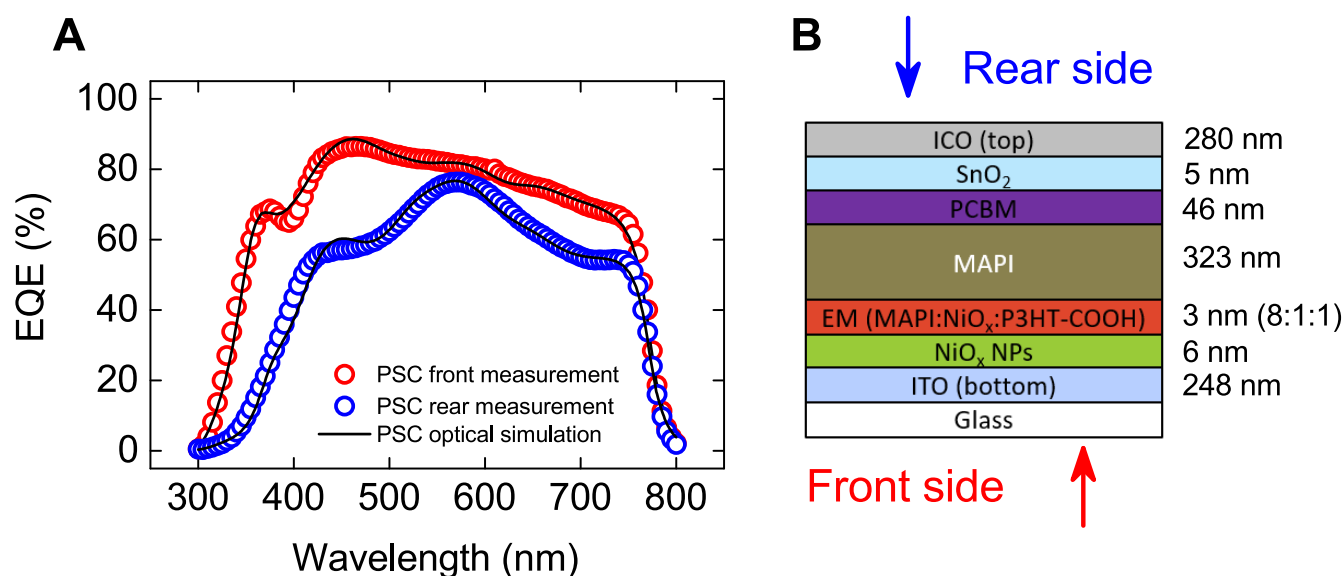 A
EQE (%)
100
80
60
40
20
0
PSC front measurement
PSC rear measurement
PSC optical simulation
300 400 500 600 700 800
Wavelength (nm)
B
Rear side
ICO (top) 280 nm
SnO₂ 5 nm
PCBM 46 nm
MAPI 323 nm
EM (MAPI:NiOₓ:P3HT-COOH) 3 nm (8:1:1)
NiOₓ NPs 6 nm
ITO (bottom) 248 nm
Glass
Front side